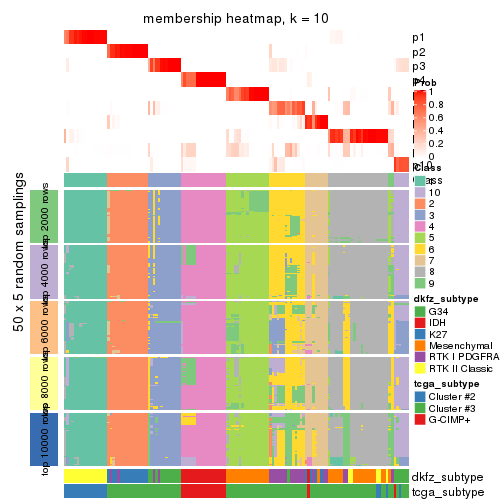 membership heatmap, k = 10
p1
p2
p3
p4
p10
Prob
1
0.8
0.6
0.4
0.2
0
Class
1
10
2
3
4
5
6
7
8
9
dkfz_subtype
G34
IDH
K27
Mesenchymal
RTK I PDGFRA
RTK II Classic
tcga_subtype
Cluster #2
Cluster #3
G-CIMP+
50 x 5 random samplings
top 2000 rows
top 4000 rows
top 6000 rows
top 8000 rows
top 10000 rows
dkfz_subtype
tcga_subtype